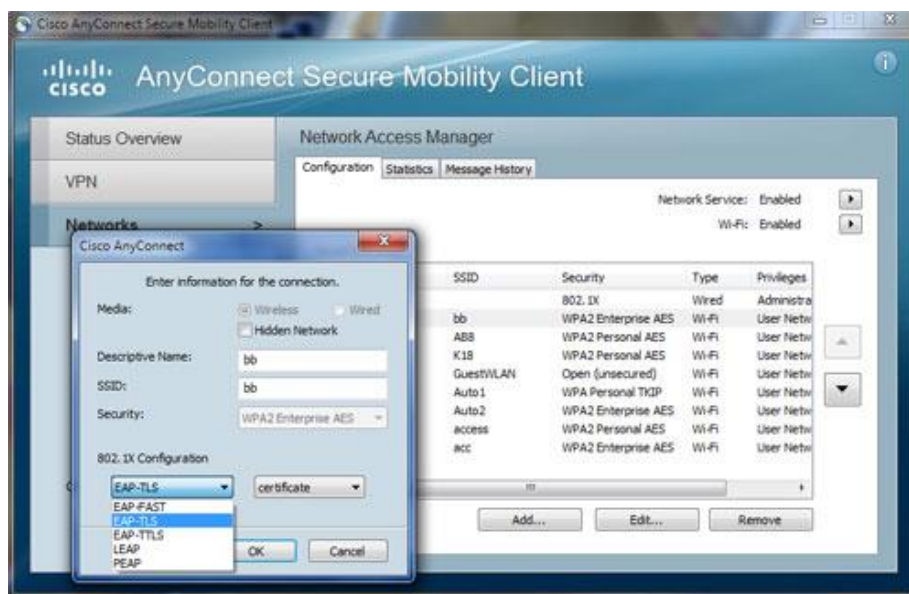 Cisco AnyConnect Secure Mobility Client
CISCO AnyConnect Secure Mobility Client
Status Overview
VPN
Networks >
Network Access Manager
Configuration Statistics Message History
Network Service: Enabled
Wi-Fi: Enabled
SSID Security Type Privileges
802.1X Wired Administra
bb WPA2 Enterprise AES Wi-Fi User Netw
AB8 WPA2 Personal AES Wi-Fi User Netw
K18 WPA2 Personal AES Wi-Fi User Netw
GuestWLAN Open (unsecured) Wi-Fi User Netw
Auto1 WPA Personal TKIP Wi-Fi User Netw
Auto2 WPA2 Enterprise AES Wi-Fi User Netw
access WPA2 Personal AES Wi-Fi User Netw
acc WPA2 Enterprise AES Wi-Fi User Netw
Add... Edit... Remove
Cisco AnyConnect
Enter information for the connection.
Media: Wireless Wired
Hidden Network
Descriptive Name: bb
SSID: bb
Security: WPA2 Enterprise AES
802.1X Configuration
EAP-TLS certificate
EAP-FAST
EAP-TLS
EAP-TTLS
LEAP
PEAP
OK Cancel